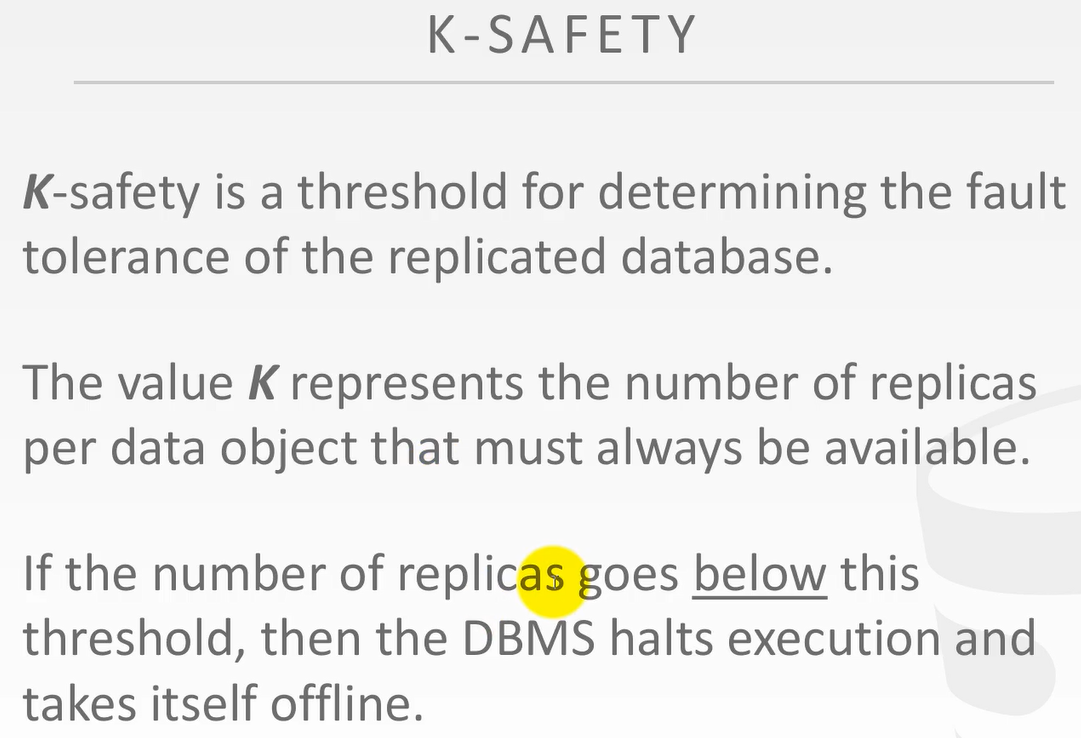 K-SAFETY
K-safety is a threshold for determining the fault
tolerance of the replicated database.
The value K represents the number of replicas
per data object that must always be available.
If the number of replicas goes below this
threshold, then the DBMS halts execution and
takes itself offline.